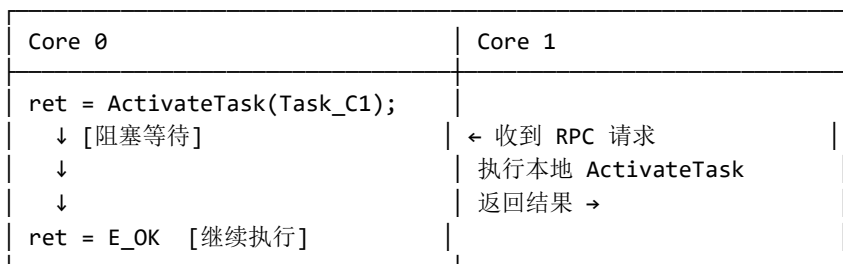 Core 0 Core 1
ret = ActivateTask(Task_C1);
↓ [阻塞等待] ← 收到 RPC 请求
↓ 执行本地 ActivateTask
↓ 返回结果 →
ret = E_OK [继续执行]